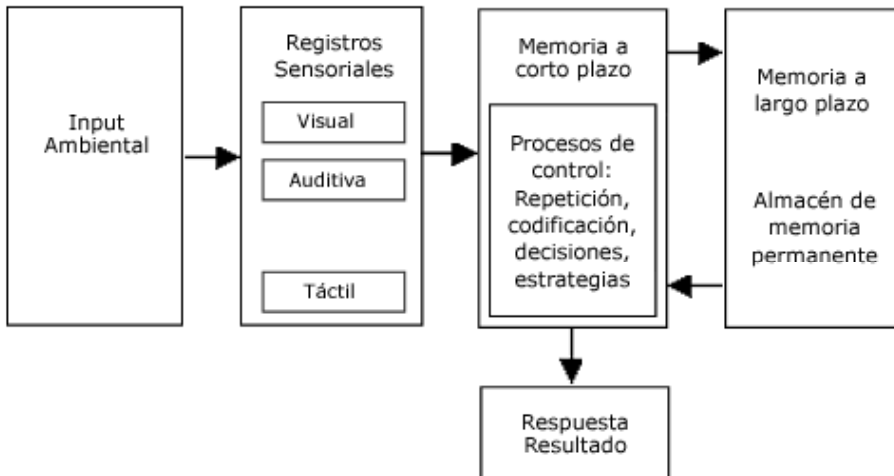 Input
Ambiental
Registros
Sensoriales
Visual
Auditiva
Táctil
Memoria a
corto plazo
Procesos de
control:
Repetición,
codificación,
decisiones,
estrategias
Memoria a
largo plazo
Almacén de
memoria
permanente
Respuesta
Resultado